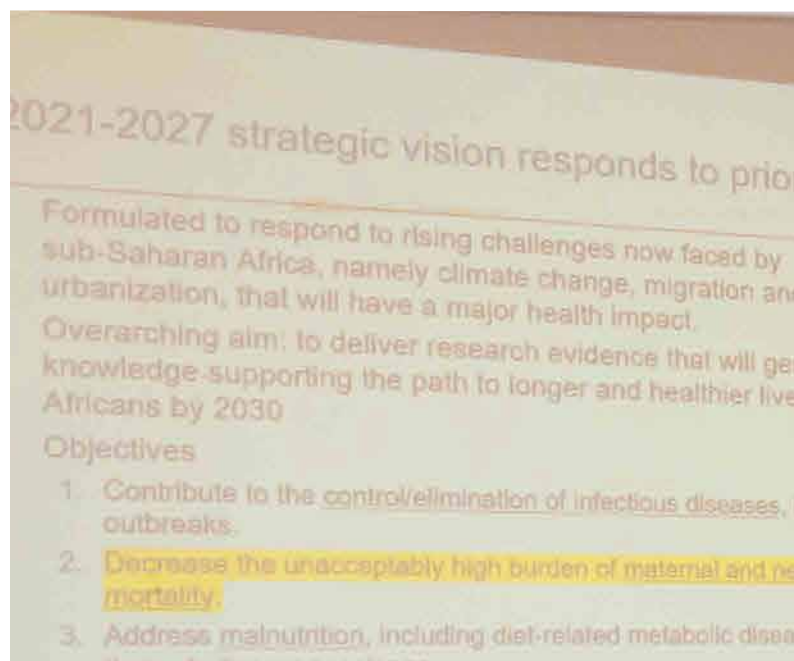 2021-2027 strategic vision responds to prio
Formulated to respond to rising challenges now faced by
sub-Saharan Africa, namely climate change, migration and
urbanization, that will have a major health impact.
Overarching aim: to deliver research evidence that will ge
knowledge supporting the path to longer and healthier live
Africans by 2030
Objectives
1. Contribute to the control/elimination of infectious diseases,
outbreaks.
2. Decrease the unacceptably high burden of maternal and ne
mortality.
3. Address malnutrition, including diet-related metabolic disea